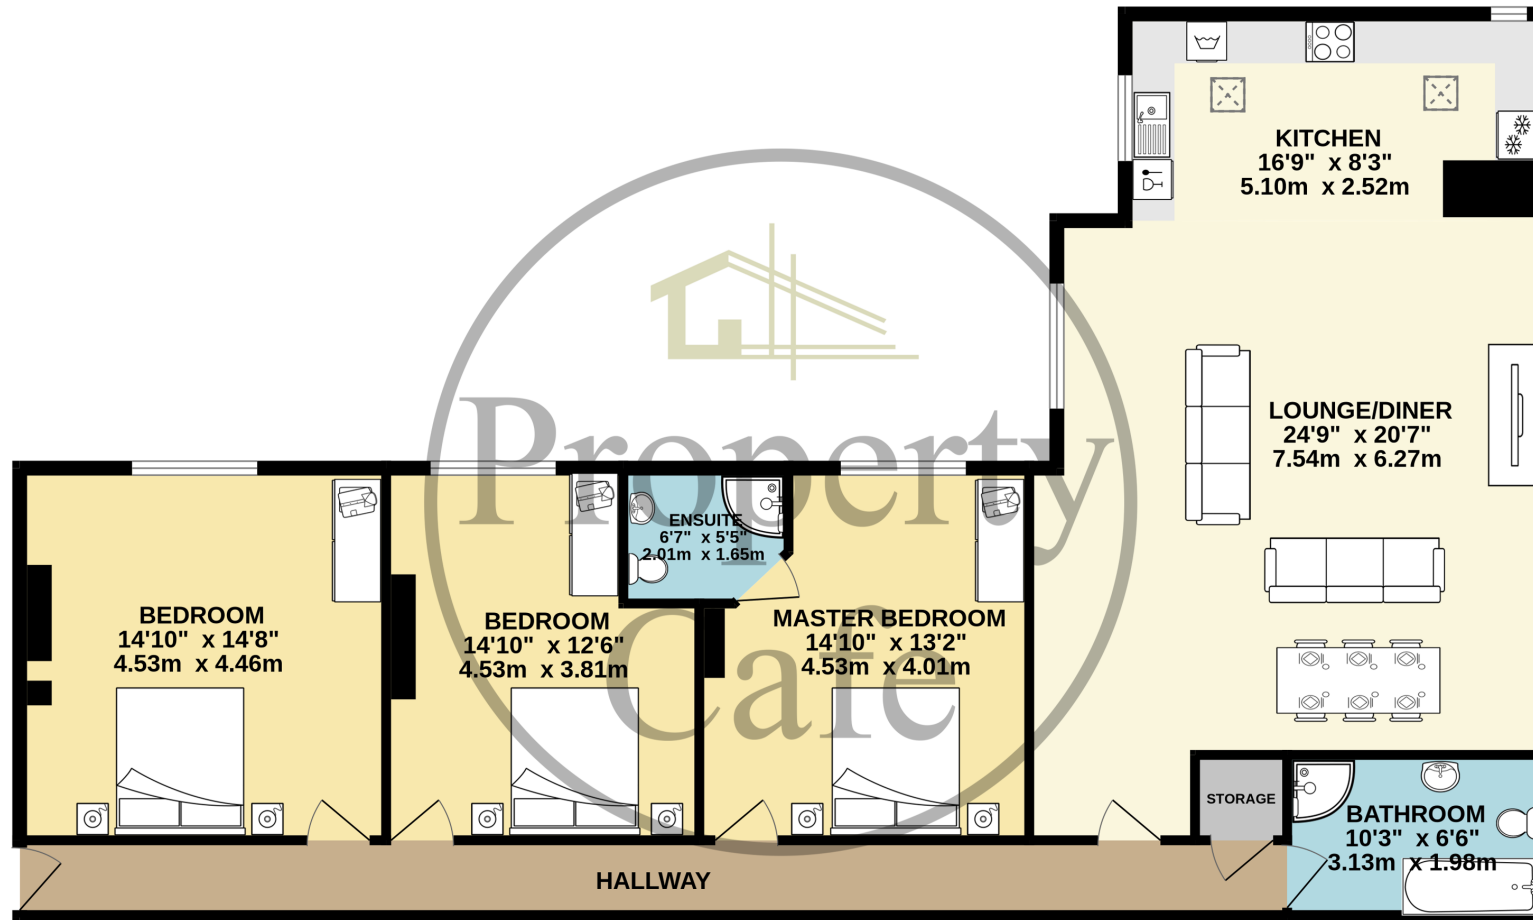 KITCHEN
16'9" x 8'3"
5.10m x 2.52m
LOUNGE/DINER
24'9" x 20'7"
7.54m x 6.27m
Property
Cafe
ENSUITE
6'7" x 5'5"
2.01m x 1.65m
BEDROOM
14'10" x 14'8"
4.53m x 4.46m
BEDROOM
14'10" x 12'6"
4.53m x 3.81m
MASTER BEDROOM
14'10" x 13'2"
4.53m x 4.01m
STORAGE
BATHROOM
10'3" x 6'6"
3.13m x 1.98m
HALLWAY